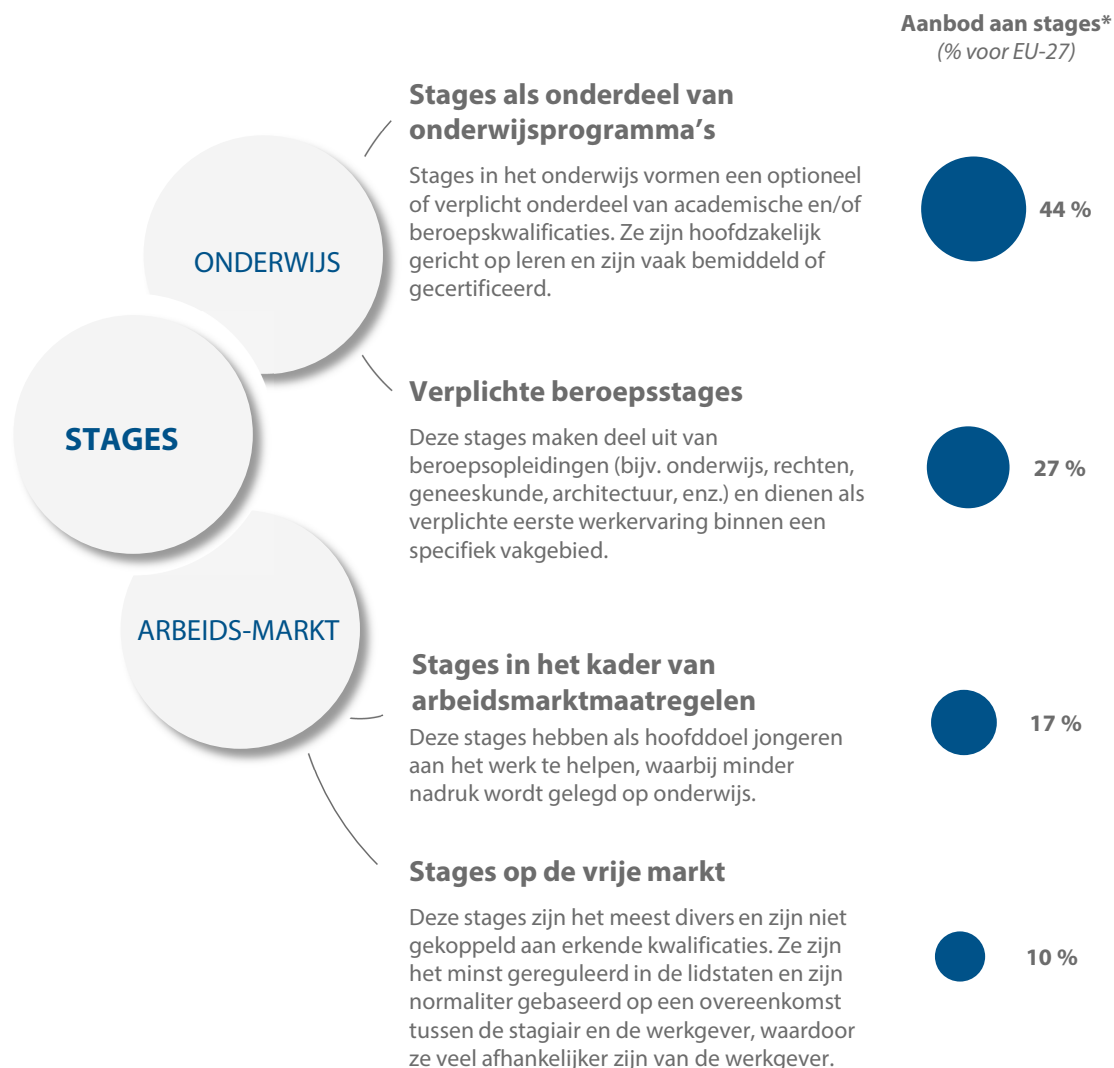 Aanbod aan stages*
(% voor EU-27)
Stages als onderdeel van
onderwijsprogramma's
Stages in het onderwijs vormen een optioneel
of verplicht onderdeel van academische en/of
beroepskwalificaties. Ze zijn hoofdzakelijk
gericht op leren en zijn vaak bemiddeld of
gecertificeerd.
44 %
ONDERWIJS
Verplichte beroepsstages
Deze stages maken deel uit van
beroepsopleidingen (bijv. onderwijs, rechten,
geneeskunde, architectuur, enz.) en dienen als
verplichte eerste werkervaring binnen een
specifiek vakgebied.
27 %
STAGES
ARBEIDS-MARKT
Stages in het kader van
arbeidsmarktmaatregelen
Deze stages hebben als hoofddoel jongeren
aan het werk te helpen, waarbij minder
nadruk wordt gelegd op onderwijs.
17 %
Stages op de vrije markt
Deze stages zijn het meest divers en zijn niet
gekoppeld aan erkende kwalificaties. Ze zijn
het minst gereguleerd in de lidstaten en zijn
normaliter gebaseerd op een overeenkomst
tussen de stagiair en de werkgever, waardoor
ze veel afhankelijker zijn van de werkgever.
10 %